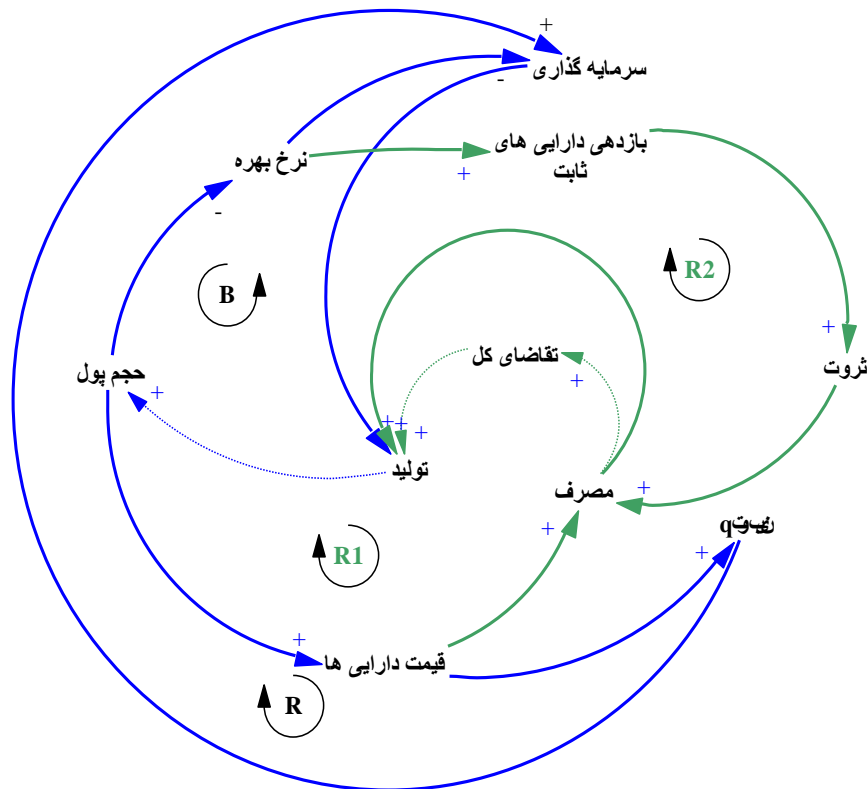 +
سرمایه گذاری
-
بازدهی دارایی های
ثابت
نرخ بهره
+
-
R2
B
+
تقاضای کل
ثروت
حجم پول
+
+
+
+
+
تولید
مصرف
+
+
+
q
R1
+
قیمت دارایی ها
R